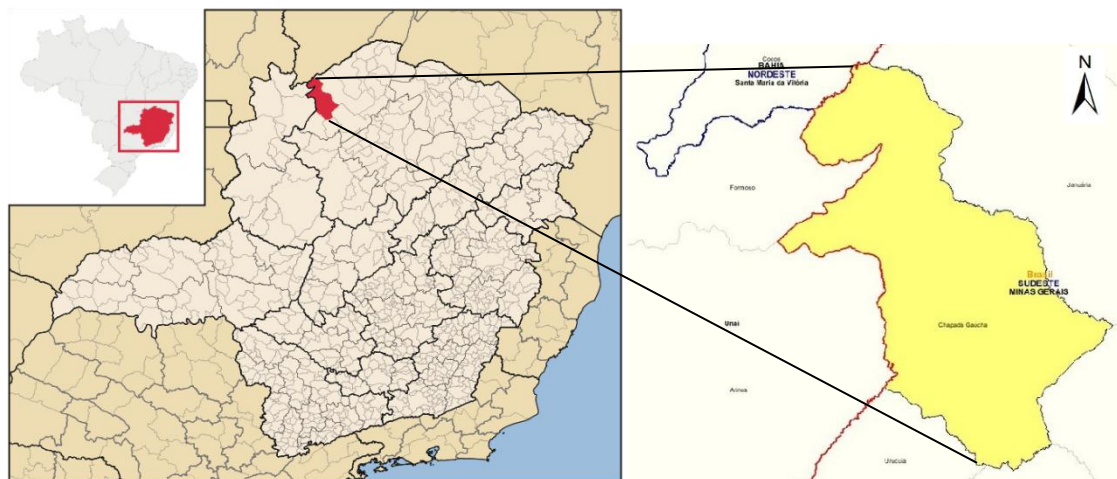 Cocos
BAHIA
NORDESTE
Santa Maria da Vitória
N
Formoso
Januária
Brasil
SUDESTE
MINAS GERAIS
Unaí
Chapada Gaúcha
Arinos
Urucuia